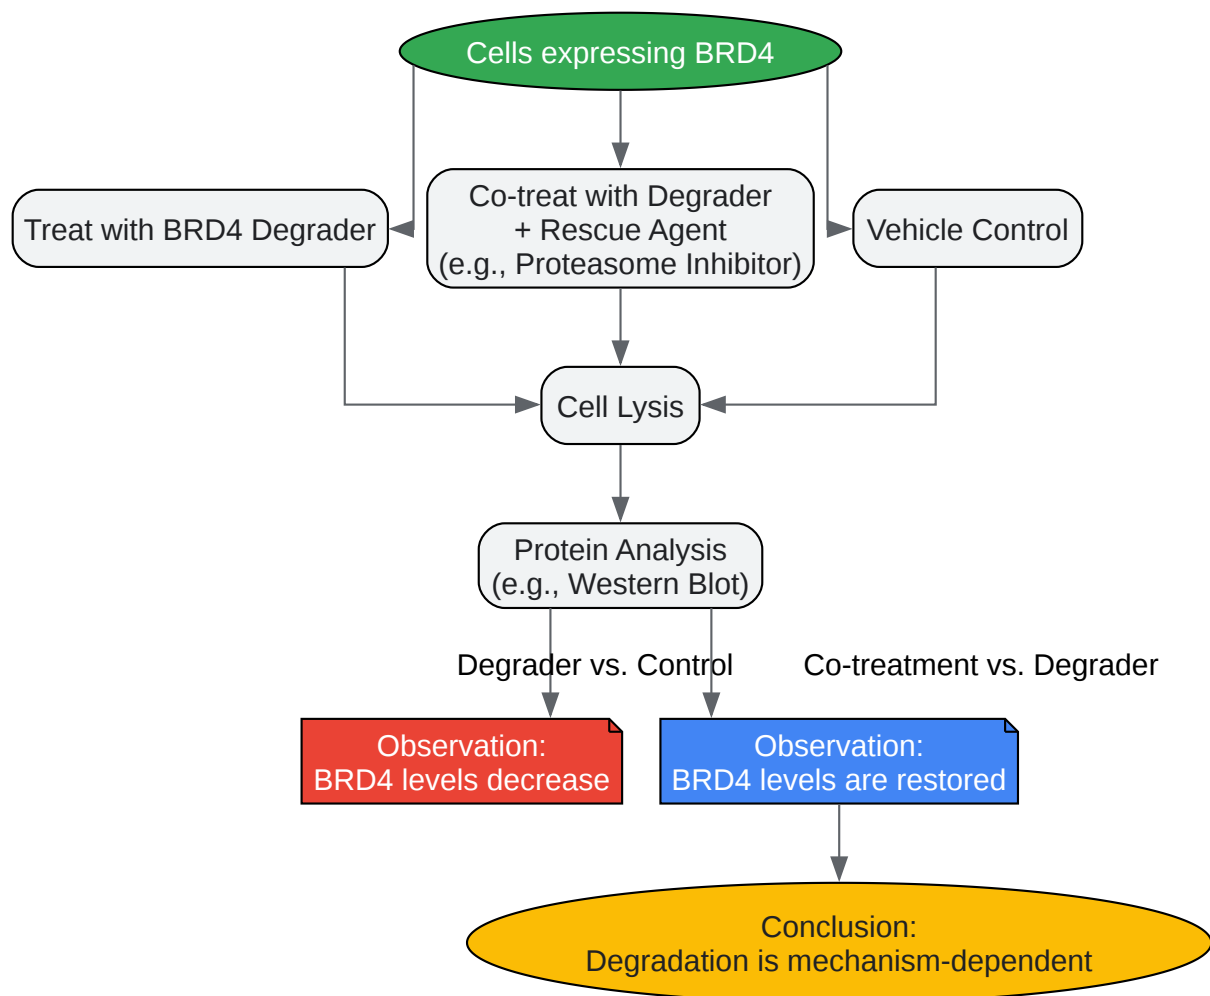 Cells expressing BRD4
Treat with BRD4 Degrader
Co-treat with Degrader
+ Rescue Agent
(e.g., Proteasome Inhibitor)
Vehicle Control
Cell Lysis
Protein Analysis
(e.g., Western Blot)
Degrader vs. Control
Co-treatment vs. Degrader
Observation:
BRD4 levels decrease
Observation:
BRD4 levels are restored
Conclusion:
Degradation is mechanism-dependent